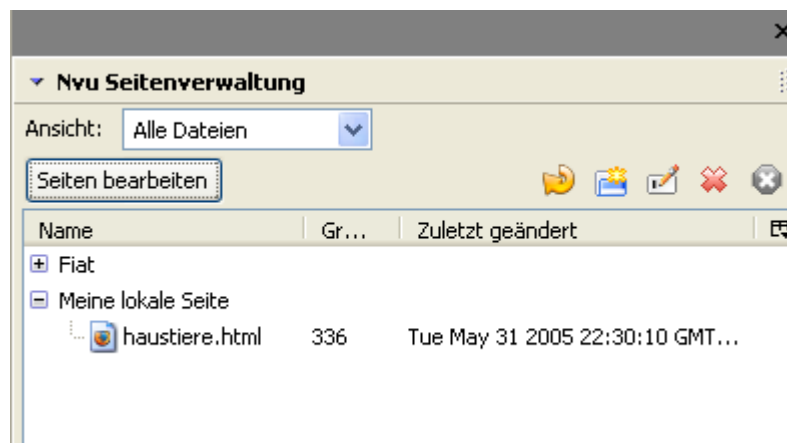 Nvu Seitenverwaltung
Ansicht: Alle Dateien
Seiten bearbeiten
Name Gr... Zuletzt geändert
Fiat
Meine lokale Seite
haustiere.html 336 Tue May 31 2005 22:30:10 GMT...